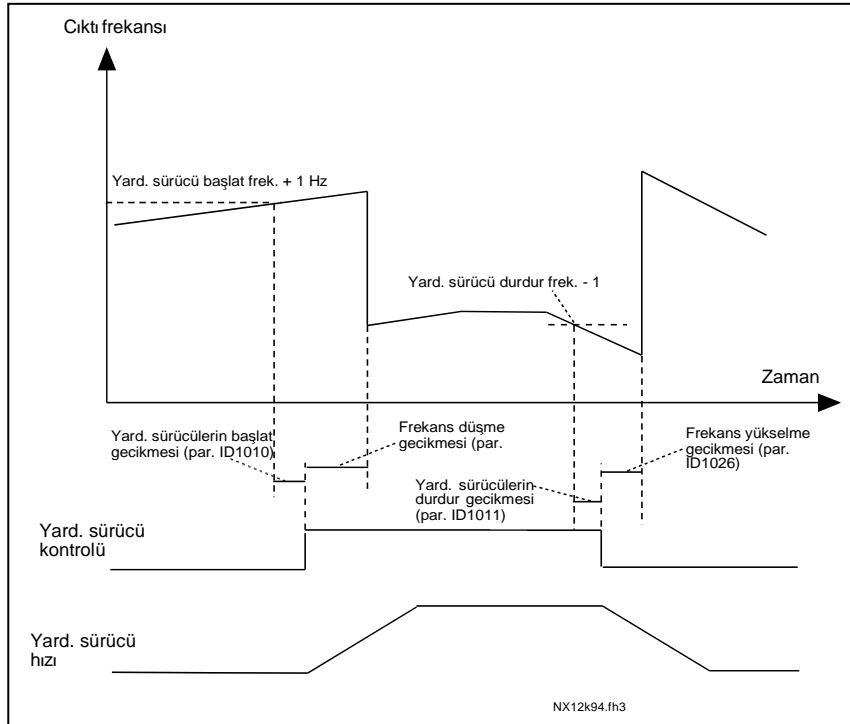 Cıktı frekansı
Yard. sürücü başlat frek. + 1 Hz
Yard. sürücü durdur frek. - 1
Zaman
Yard. sürücülerin başlat
gecikmesi (par. ID1010)
Frekans düşme
gecikmesi (par.
Yard. sürücülerin
durdur gecikmesi
(par. ID1011)
Frekans yükselme
gecikmesi (par.
ID1026)
Yard. sürücü
kontrolü
Yard. sürücü
hızı
NX12k94.fh3